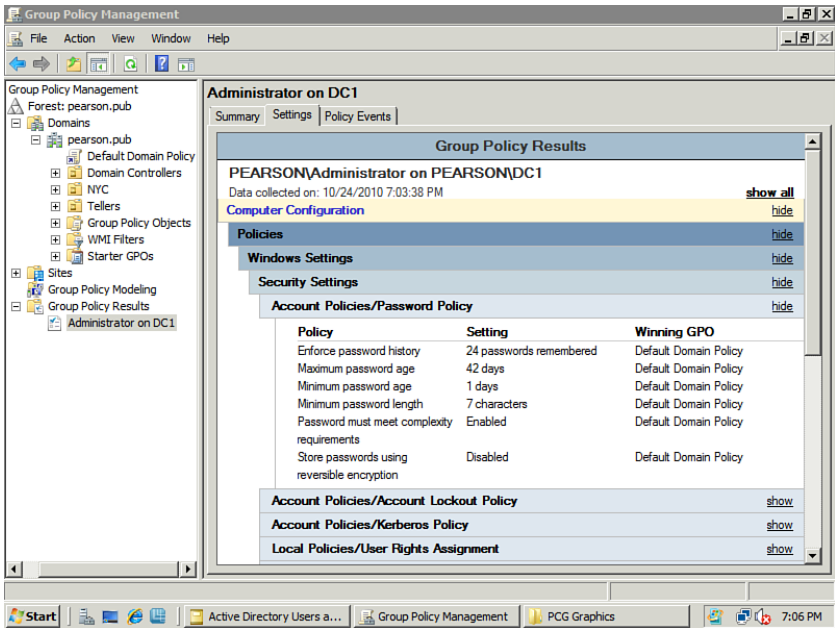 Group Policy Management
File Action View Window Help
Group Policy Management
Forest: pearson.pub
Domains
pearson.pub
Default Domain Policy
Domain Controllers
NYC
Tellers
Group Policy Objects
WMI Filters
Starter GPOs
Sites
Group Policy Modeling
Group Policy Results
Administrator on DC1
Administrator on DC1
Summary Settings Policy Events
Group Policy Results
PEARSON\Administrator on PEARSON\DC1
Data collected on: 10/24/2010 7:03:38 PM show all
Computer Configuration hide
Policies hide
Windows Settings hide
Security Settings hide
Account Policies/Password Policy hide
Policy Setting Winning GPO
Enforce password history 24 passwords remembered Default Domain Policy
Maximum password age 42 days Default Domain Policy
Minimum password age 1 days Default Domain Policy
Minimum password length 7 characters Default Domain Policy
Password must meet complexity Enabled Default Domain Policy
requirements
Store passwords using Disabled Default Domain Policy
reversible encryption
Account Policies/Account Lockout Policy show
Account Policies/Kerberos Policy show
Local Policies/User Rights Assignment show
Start Active Directory Users a... Group Policy Management PCG Graphics 7:06 PM